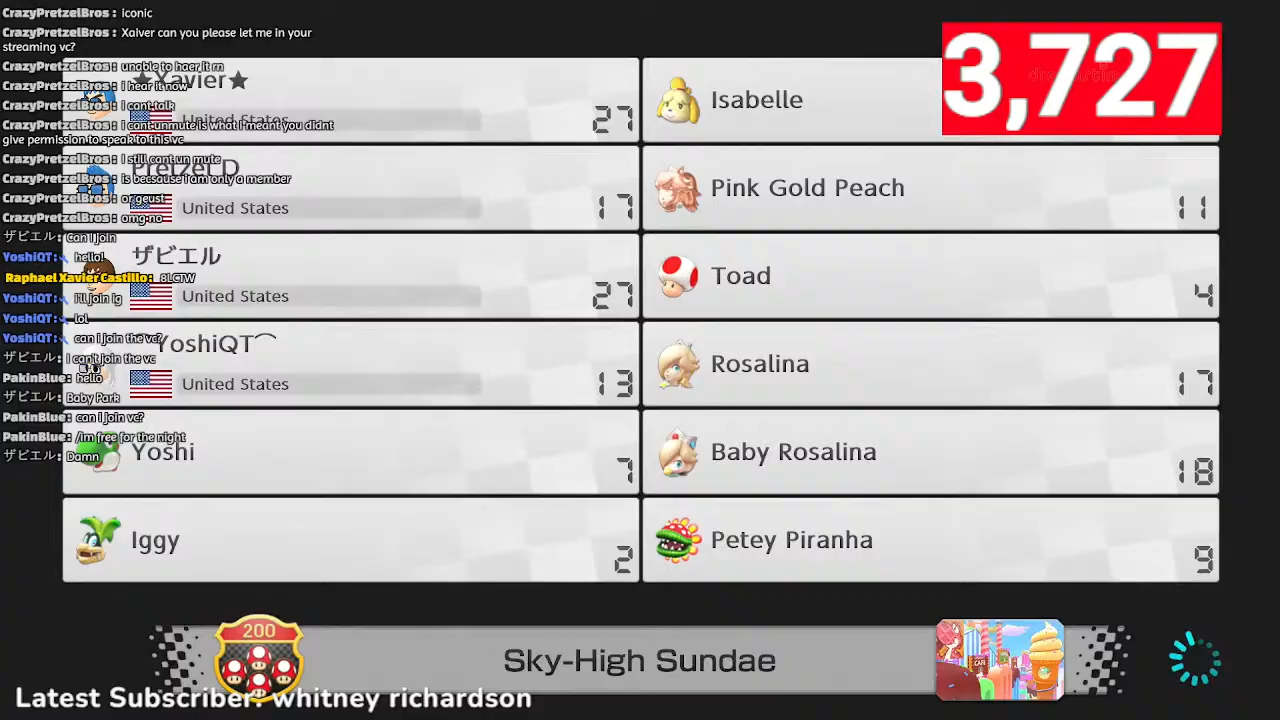 CrazyPretzelBros : iconic
CrazyPretzelBros : Xaiver can you please let me in your
streaming vc?
CrazyPretzelBros : unable to haer it rn
CrazyPretzelBros : i hear it now
CrazyPretzelBros : I cant talk
CrazyPretzelBros : I cant unmute is what i meant you didnt
give permission to speak to this vc
CrazyPretzelBros : I still cant un mute
CrazyPretzelBros : is because i am only a member
CrazyPretzelBros : or geust
CrazyPretzelBros : omg no
ザビエル: Can I join
YoshiQT: hello!
Raphael Xavier Castillo: 8LCTW
YoshiQT: i'll join ig
YoshiQT: lol
YoshiQT: can I join the vc?
ザビエル: I can't join the vc
PakinBlue: hello
ザビエル: Baby Park
PakinBlue: can I join vc?
PakinBlue: /im free for the night
ザビエル: Damn
★Xavier★
United States
27
Pretzel D
United States
17
ザビエル
United States
27
YoshiQT⌒
United States
13
Yoshi
7
Iggy
2
Isabelle
3,727
Pink Gold Peach
11
Toad
4
Rosalina
17
Baby Rosalina
18
Petey Piranha
9
200
Sky-High Sundae
Latest Subscriber: whitney richardson